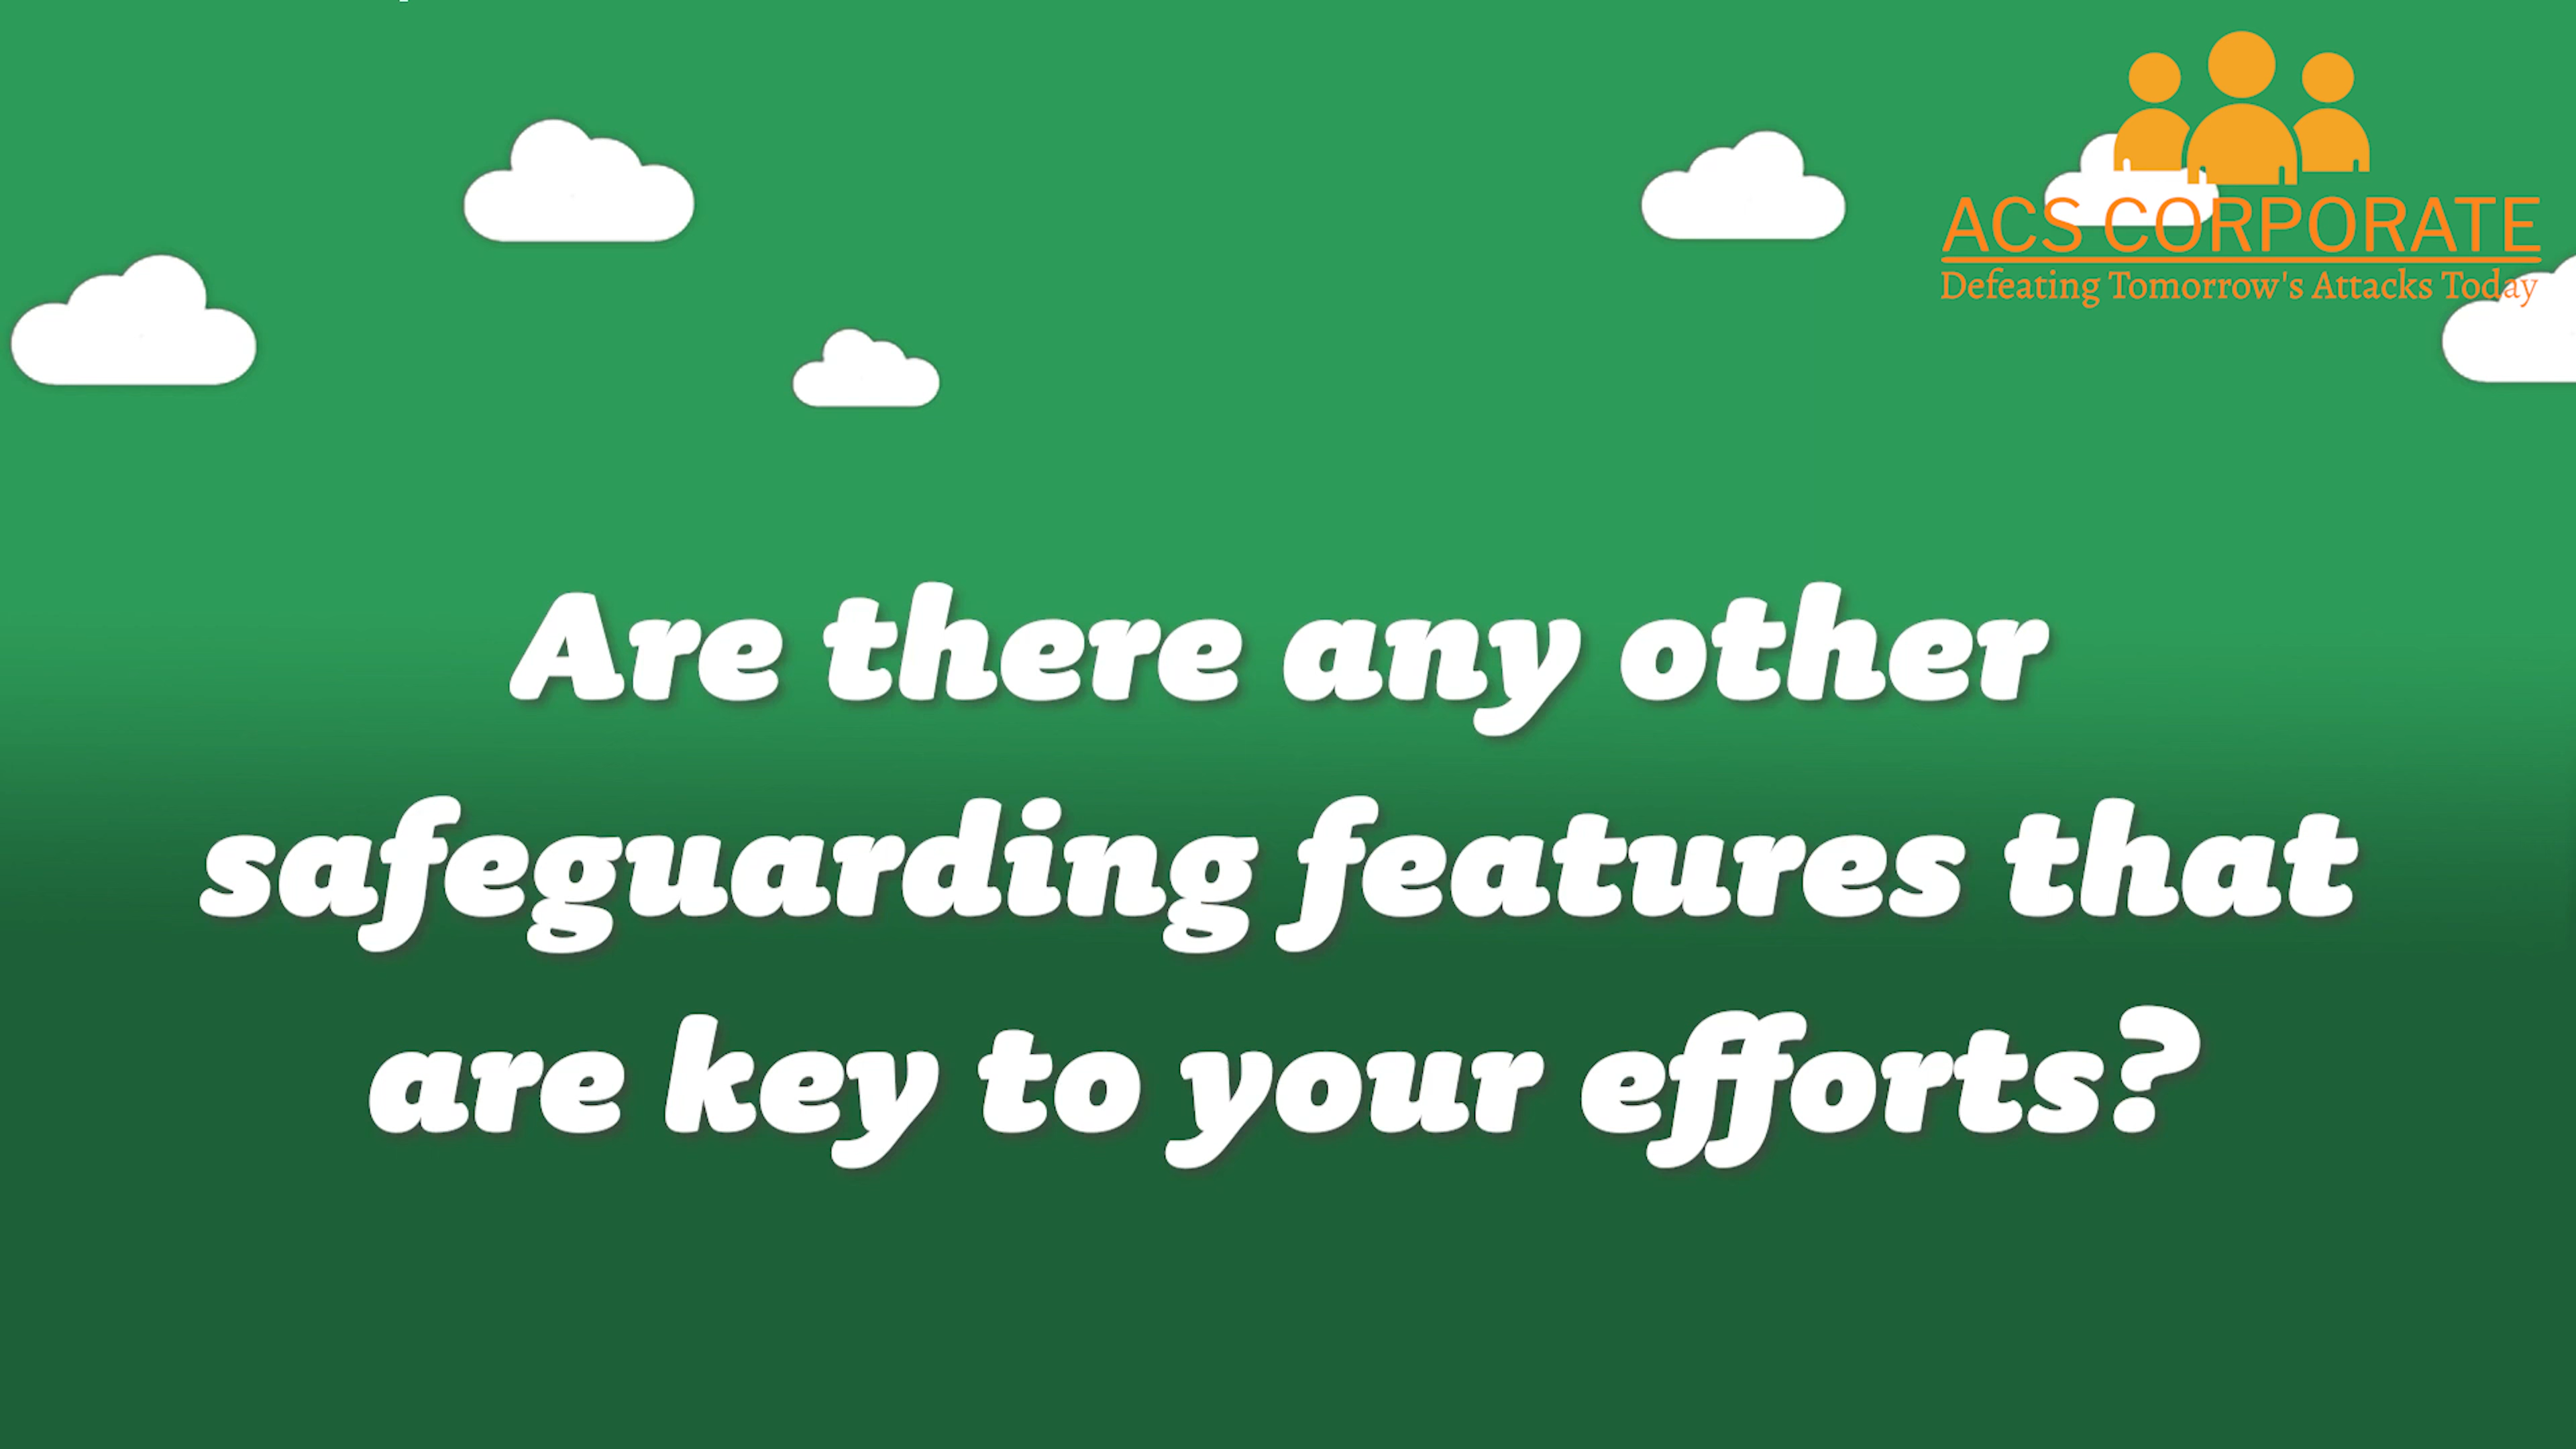 ACS CORPORATE
Defeating Tomorrow's Attacks Today
Are there any other
safeguarding features that
are key to your efforts?